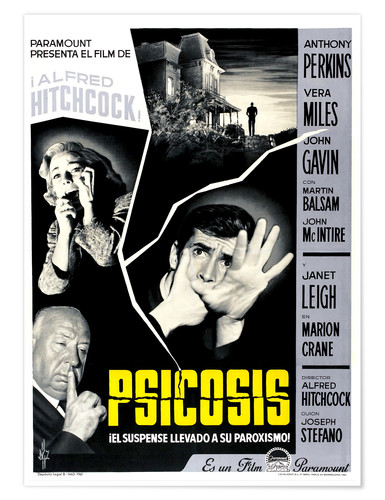 PARAMOUNT
PRESENTA EL FILM DE
¡ALFRED
HITCHCOCK!
ANTHONY
PERKINS
VERA
MILES
JOHN
GAVIN
CON
MARTIN
BALSAM
JOHN
McINTIRE
Y
JANET
LEIGH
EN
MARION
CRANE
DIRECTOR
ALFRED
HITCHCOCK
GUION
JOSEPH
STEFANO
PSICOSIS
¡EL SUSPENSE LLEVADO A SU PAROXISMO!
Es un Film Paramount